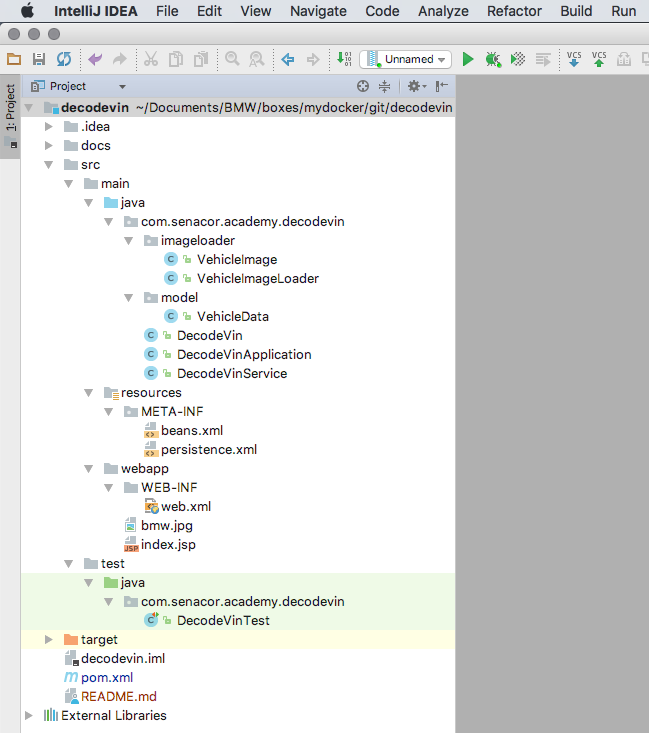 IntelliJ IDEA File Edit View Navigate Code Analyze Refactor Build Run
Unnamed VCS VCS
1: Project
Project
decodevin ~/Documents/BMW/boxes/mydocker/git/decodevin
.idea
docs
src
main
java
com.senacor.academy.decodevin
imageloader
C VehicleImage
C VehicleImageLoader
model
C VehicleData
C DecodeVin
C DecodeVinApplication
C DecodeVinService
resources
META-INF
beans.xml
persistence.xml
webapp
WEB-INF
web.xml
bmw.jpg
JSP index.jsp
test
java
com.senacor.academy.decodevin
C DecodeVinTest
target
decodevin.iml
m pom.xml
README.md
External Libraries